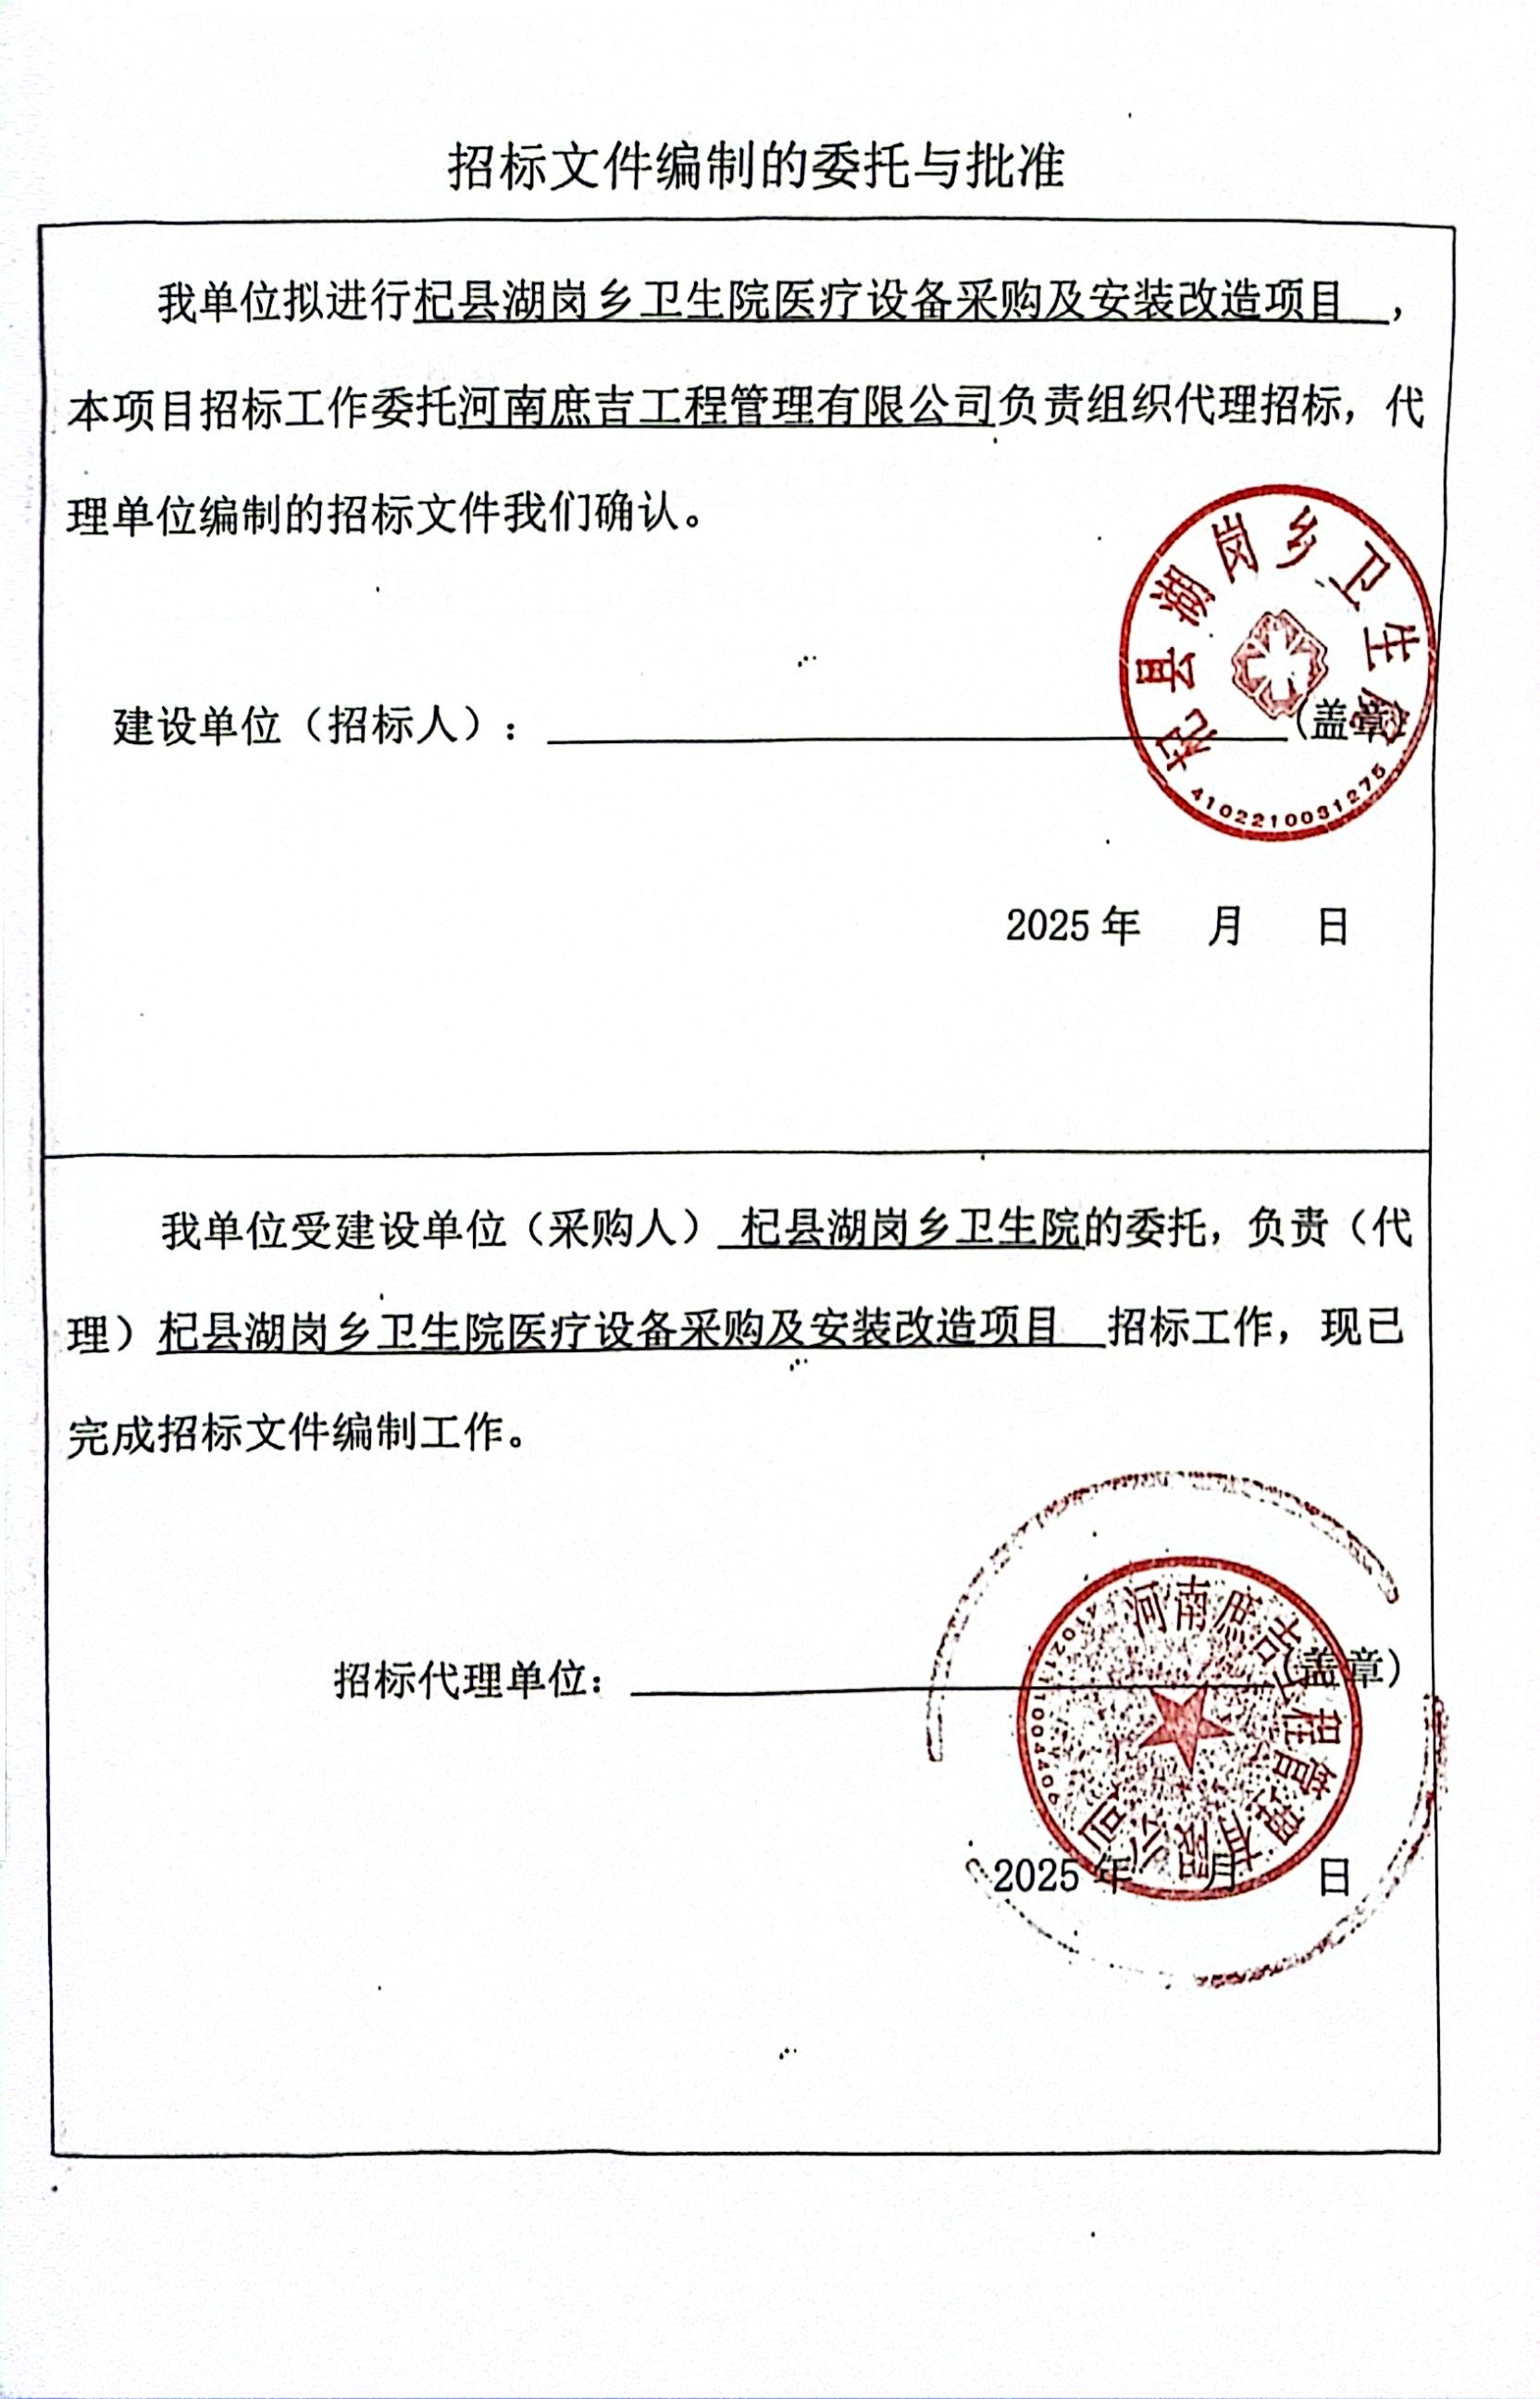 招标文件编制的委托与批准
我单位拟进行杞县湖岗乡卫生院医疗设备采购及安装改造项目，
本项目招标工作委托河南庶吉工程管理有限公司负责组织代理招标，代
理单位编制的招标文件我们确认。
杞县湖岗乡卫生院
建设单位（招标人）：（盖章）
4102210031275
2025年 月 日
我单位受建设单位（采购人）杞县湖岗乡卫生院的委托，负责（代
理）杞县湖岗乡卫生院医疗设备采购及安装改造项目 招标工作，现已
完成招标文件编制工作。
河南庶吉工程管理有限公司
招标代理单位：（盖章）
2025年 月 日